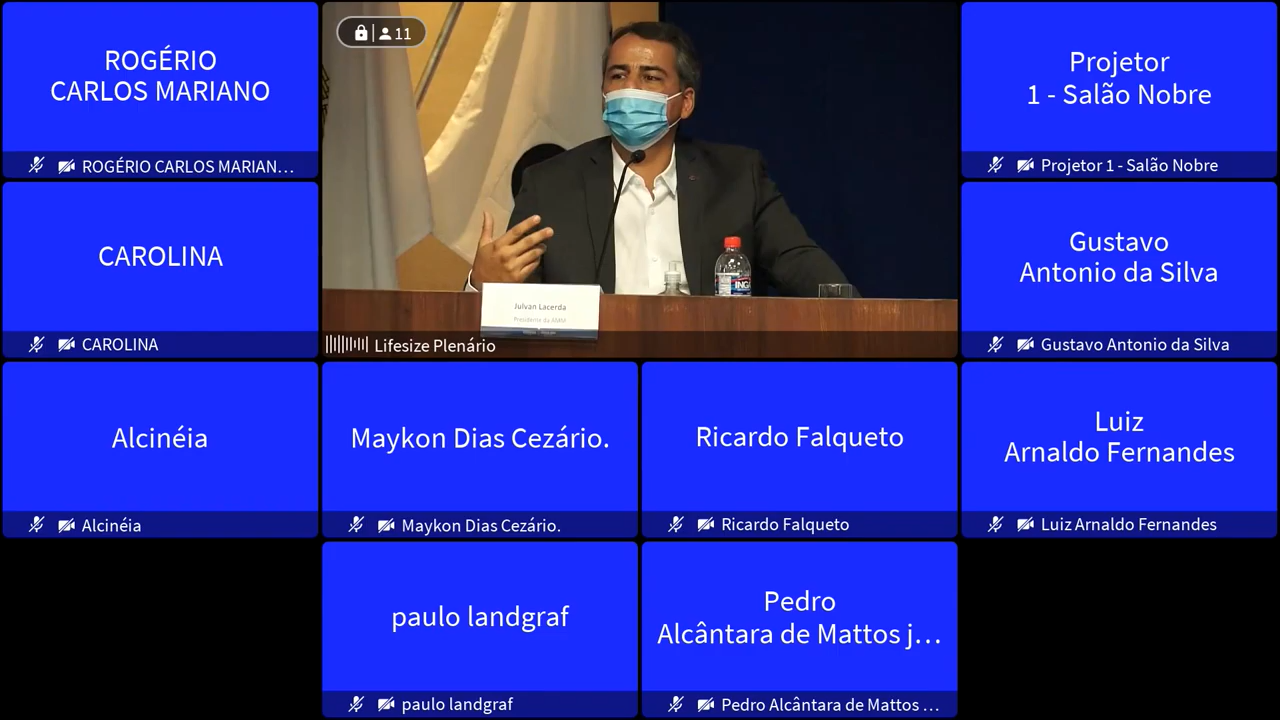 ROGÉRIO
CARLOS MARIANO
ROGÉRIO CARLOS MARIAN...
11
Julvan Lacerda
Presidente da AMM
INGÁ
Lifesize Plenário
Projetor
1 - Salão Nobre
Projetor 1 - Salão Nobre
CAROLINA
CAROLINA
Gustavo
Antonio da Silva
Gustavo Antonio da Silva
Alcinéia
Alcinéia
Maykon Dias Cezário.
Maykon Dias Cezário.
Ricardo Falqueto
Ricardo Falqueto
Luiz
Arnaldo Fernandes
Luiz Arnaldo Fernandes
paulo landgraf
paulo landgraf
Pedro
Alcântara de Mattos j...
Pedro Alcântara de Mattos ...